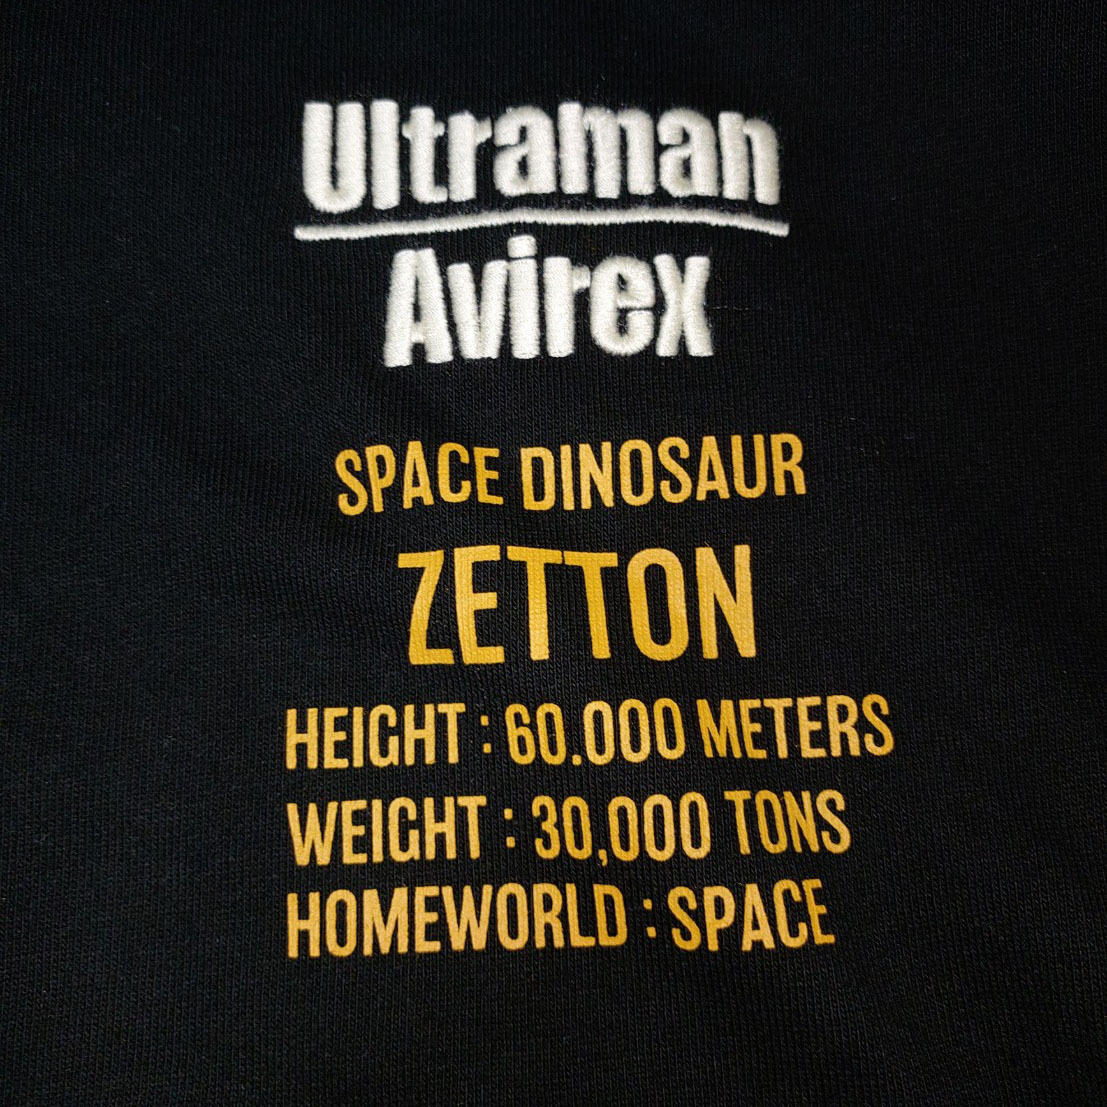 Ultraman
Avirex
SPACE DINOSAUR
ZETTON
HEIGHT : 60.000 METERS
WEIGHT : 30,000 TONS
HOMEWORLD : SPACE